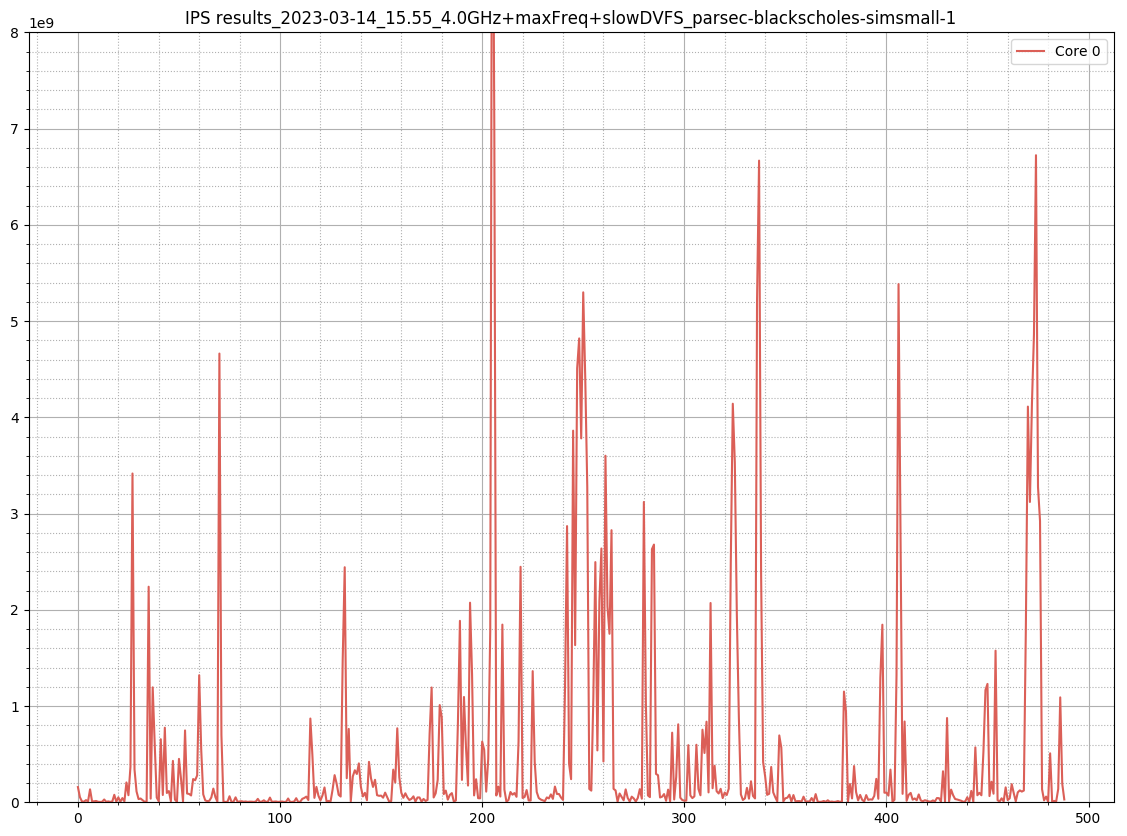 IPS results_2023-03-14_15.55_4.0GHz+maxFreq+slowDVFS_parsec-blackscholes-simsmall-1
1e9
Core 0
8
7
6
5
4
3
2
1
0
0 100 200 300 400 500